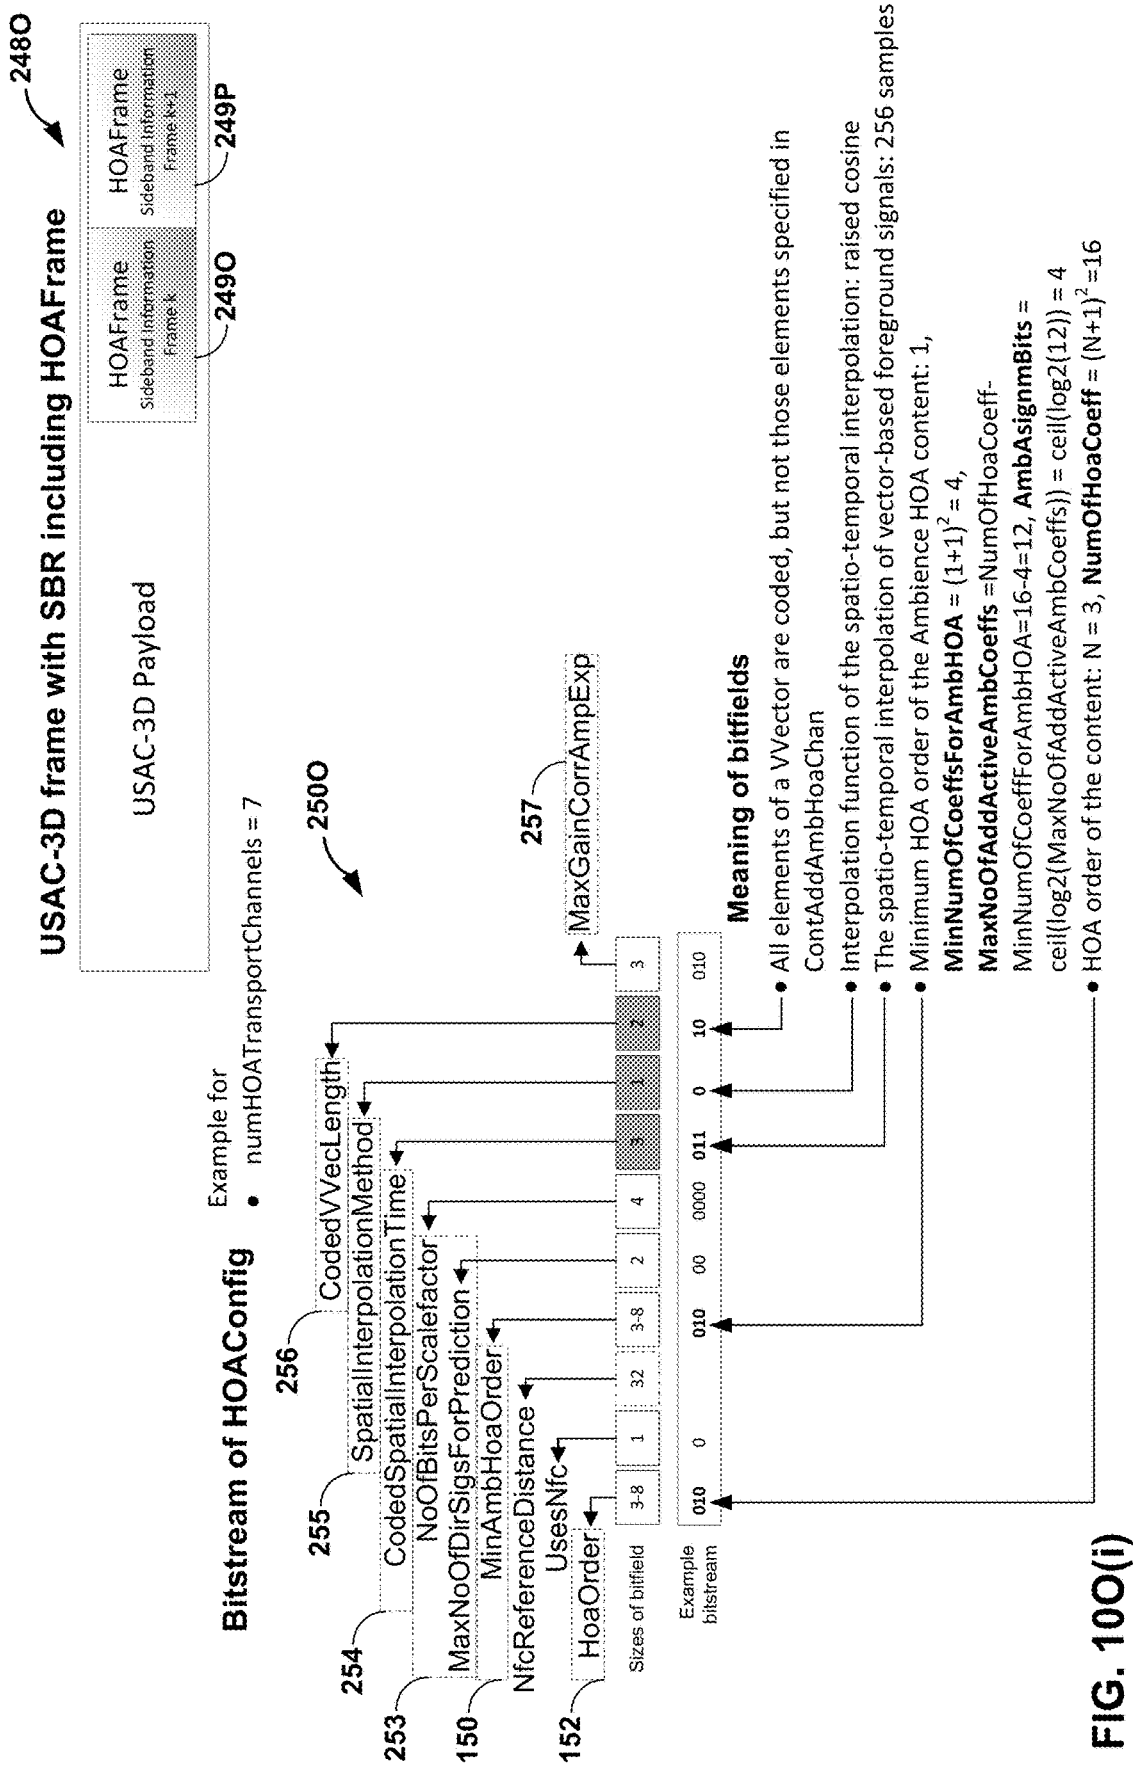 USAC-3D frame with SBR including HOAFrame
248O
USAC-3D Payload
HOAFrame
Sideband Information
Frame k
HOAFrame
Sideband Information
Frame k+1
249O
249P
Bitstream of HOAConfig
Example for
• numHOATransportChannels = 7
250O
256
CodedVVecLength
255
SpatialInterpolationMethod
254
CodedSpatialInterpolationTime
253
NoOfBitsPerScalefactor
MaxNoOfDirSigsForPrediction
150
MinAmbHoaOrder
NfcReferenceDistance
UsesNfc
152
HoaOrder
257
MaxGainCorrAmpExp
Sizes of bitfield
3-8 1 32 3-8 2 4 3 1 2 3
Example
bitstream
010 0 010 00 0000 011 0 10 010
Meaning of bitfields
• All elements of a VVector are coded, but not those elements specified in
ContAddAmbHoaChan
• Interpolation function of the spatio-temporal interpolation: raised cosine
• The spatio-temporal interpolation of vector-based foreground signals: 256 samples
• Minimum HOA order of the Ambience HOA content: 1,
MinNumOfCoeffsForAmbHOA = (1+1)² = 4,
MaxNoOfAddActiveAmbCoeffs =NumOfHoaCoeff-
MinNumOfCoeffForAmbHOA=16-4=12, AmbAsignmBits =
ceil(log2(MaxNoOfAddActiveAmbCoeffs)) = ceil(log2(12)) = 4
• HOA order of the content: N = 3, NumOfHoaCoeff = (N+1)² =16
FIG. 10O(i)